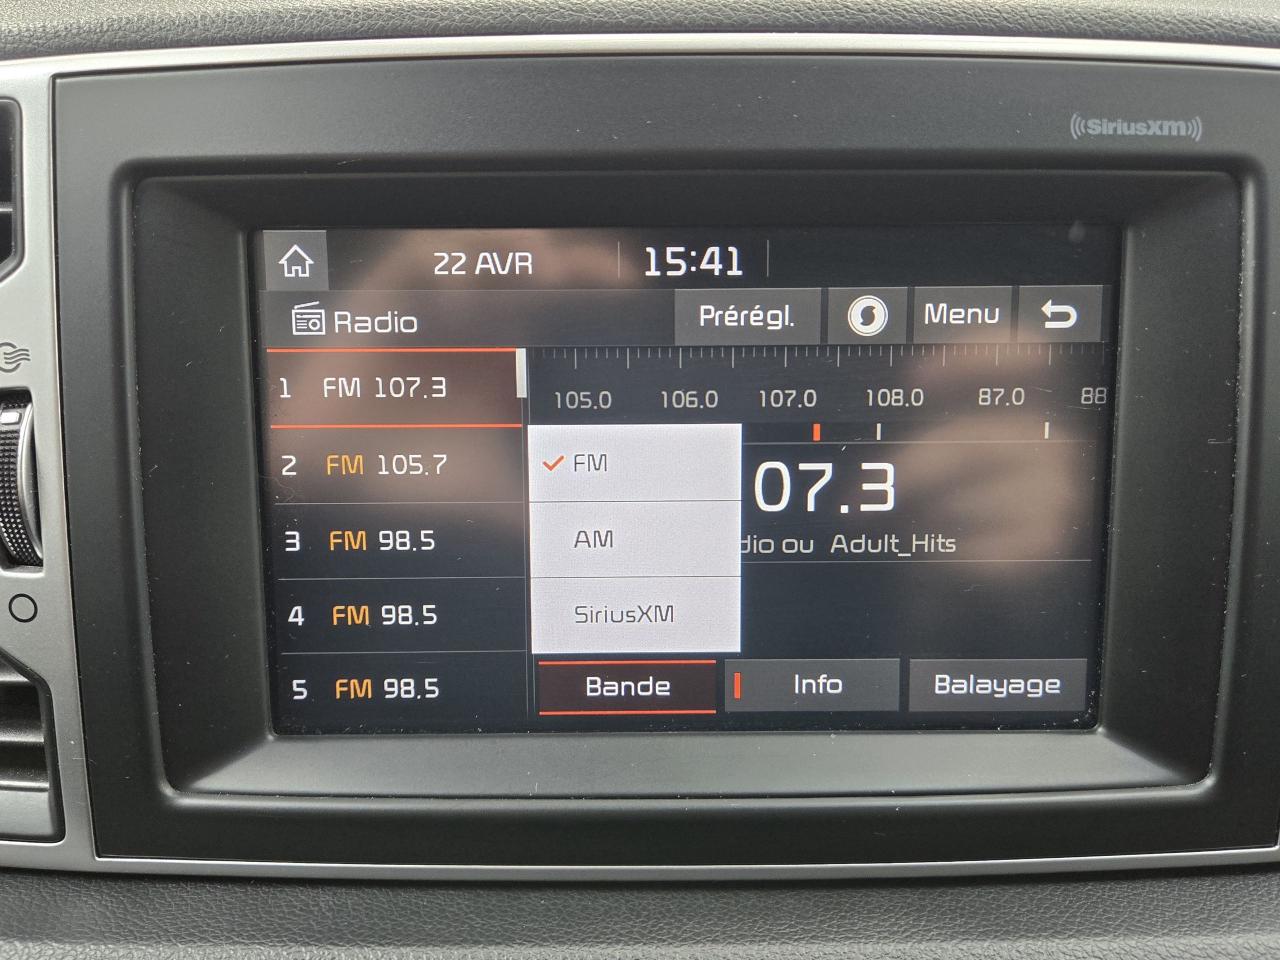 ((SiriusXM))
22 AVR 15:41
Radio Prérégl. Menu
1 FM 107.3
2 FM 105.7
3 FM 98.5
4 FM 98.5
5 FM 98.5
105.0 106.0 107.0 108.0 87.0 88
07.3
dio ou Adult_Hits
FM
AM
SiriusXM
Bande Info Balayage